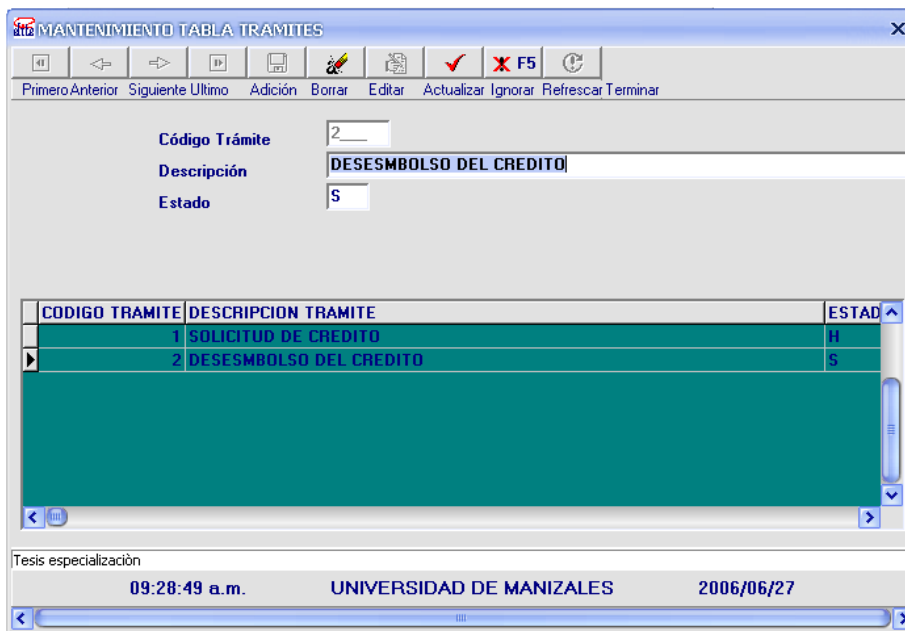 MANTENIMIENTO TABLA TRAMITES
F5
Primero Anterior Siguiente Ultimo Adición Borrar Editar Actualizar Ignorar Refrescar Terminar
Código Trámite 2___
Descripción DESESMBOLSO DEL CREDITO
Estado S
CODIGO TRAMITE DESCRIPCION TRAMITE ESTAD
1 SOLICITUD DE CREDITO H
2 DESESMBOLSO DEL CREDITO S
Tesis especializaciòn
09:28:49 a.m. UNIVERSIDAD DE MANIZALES 2006/06/27